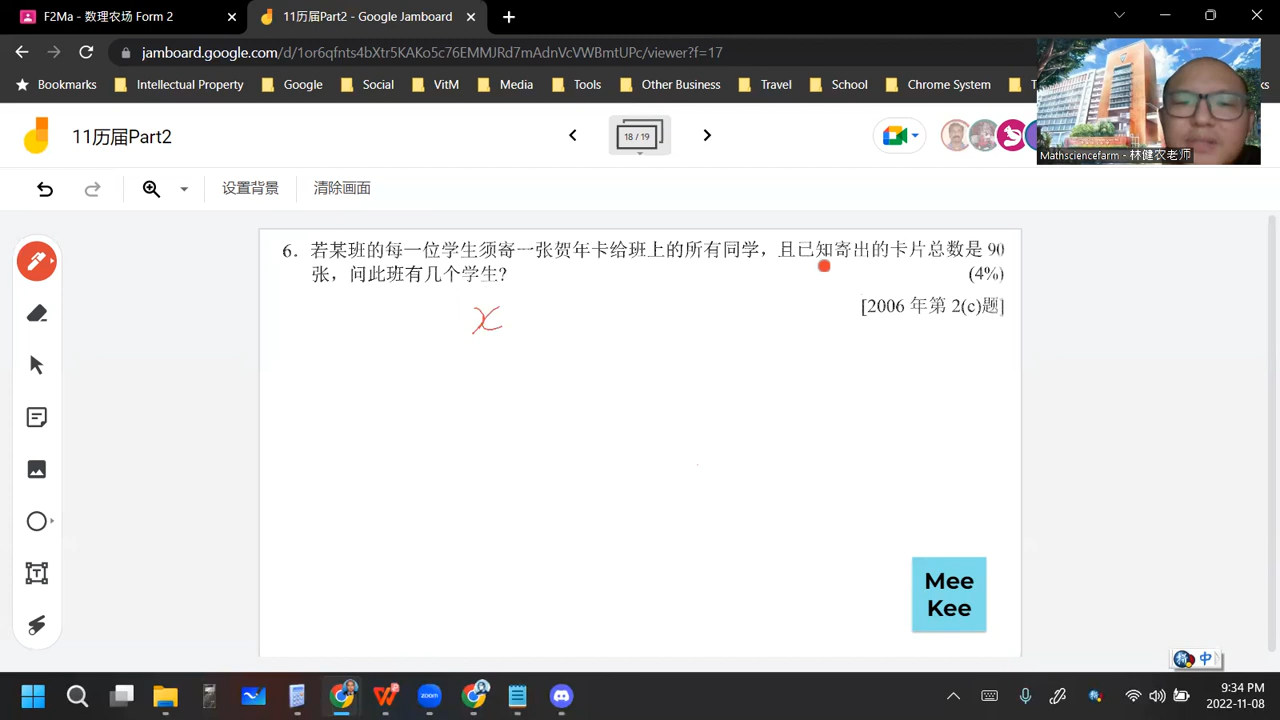 F2Ma - 数理农场 Form 2
11历届Part2 - Google Jamboard
jamboard.google.com/d/1or6qfnts4bXtr5KAKo5r76EMMJRd7mzdnVcVWBmtUPc/viewer?f=17
Bookmarks
Intellectual Property
Google
Social
VitM
Media
Tools
Other Business
Travel
School
Chrome System
11历届Part2
18 / 19
设置背景
清除画面
Mathsciencefarm - 林健农老师
6. 若某班的每一位学生须寄一张贺年卡给班上的所有同学，且已知寄出的卡片总数是 90
张，问此班有几个学生?
(4%)
[2006 年第 2(c)题]
x
Mee
Kee
中
9:34 PM
2022-11-08